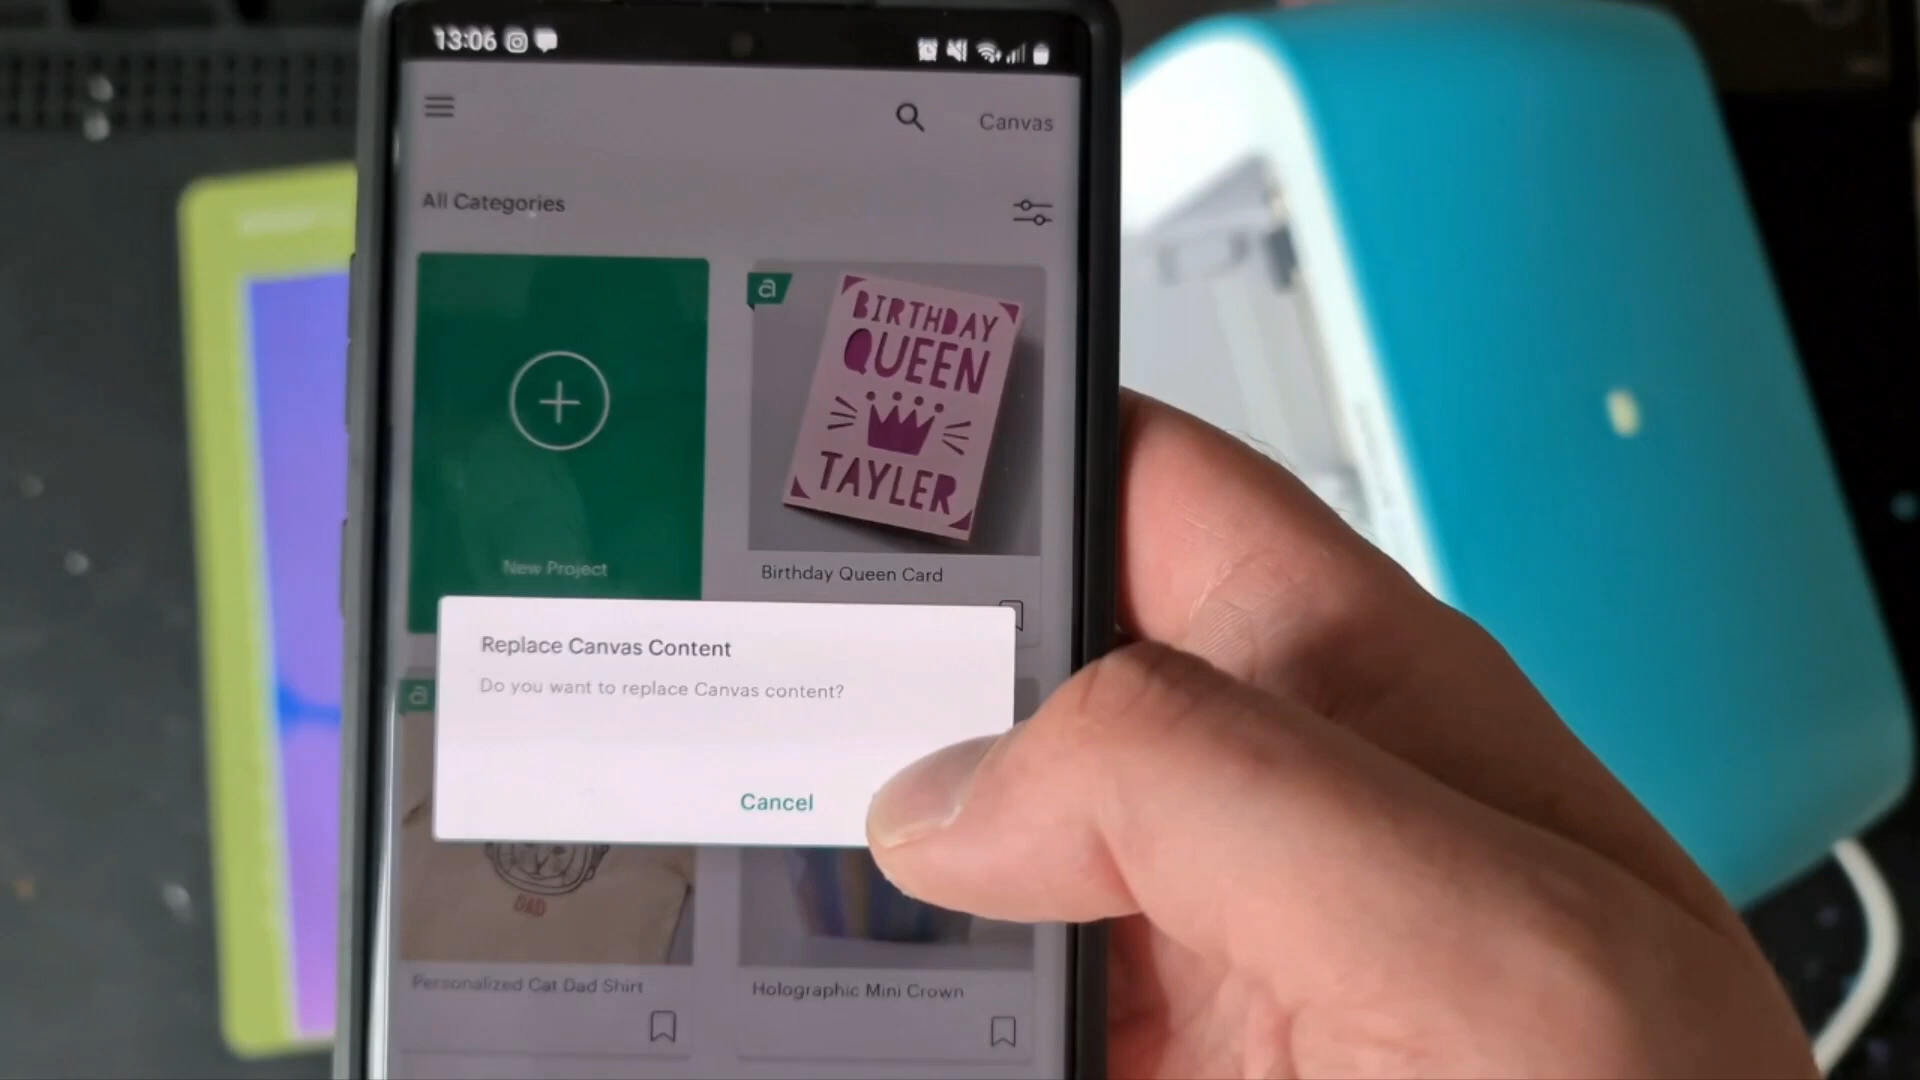 13:06
Canvas
All Categories
New Project
a
BIRTHDAY
QUEEN
TAYLER
Birthday Queen Card
Replace Canvas Content
Do you want to replace Canvas content?
Cancel
a
DAD
Personalized Cat Dad Shirt
Holographic Mini Crown